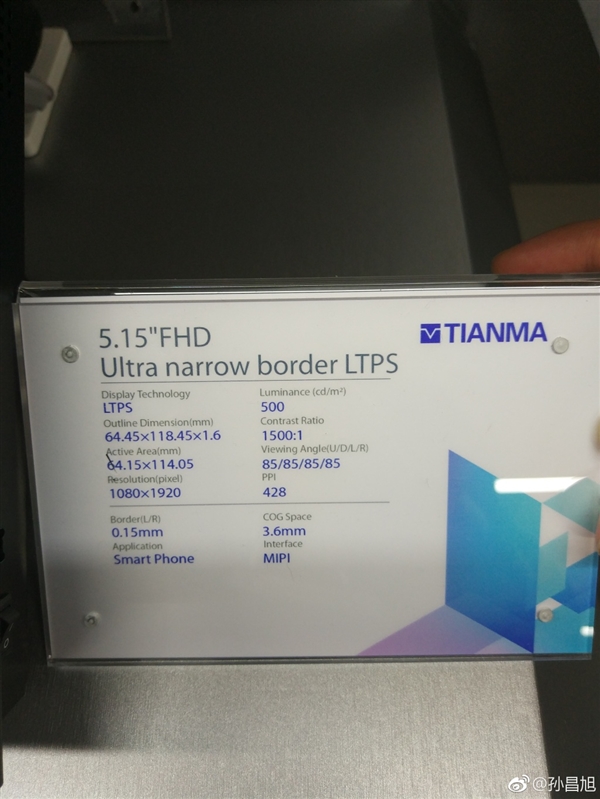 5.15"FHD
Ultra narrow border LTPS
TIANMA
Display Technology
LTPS
Outline Dimension(mm)
64.45×118.45×1.6
Active Area(mm)
64.15×114.05
Resolution(pixel)
1080×1920
Luminance (cd/m²)
500
Contrast Ratio
1500:1
Viewing Angle(U/D/L/R)
85/85/85/85
PPI
428
Border(L/R)
0.15mm
Application
Smart Phone
COG Space
3.6mm
Interface
MIPI
@孙昌旭